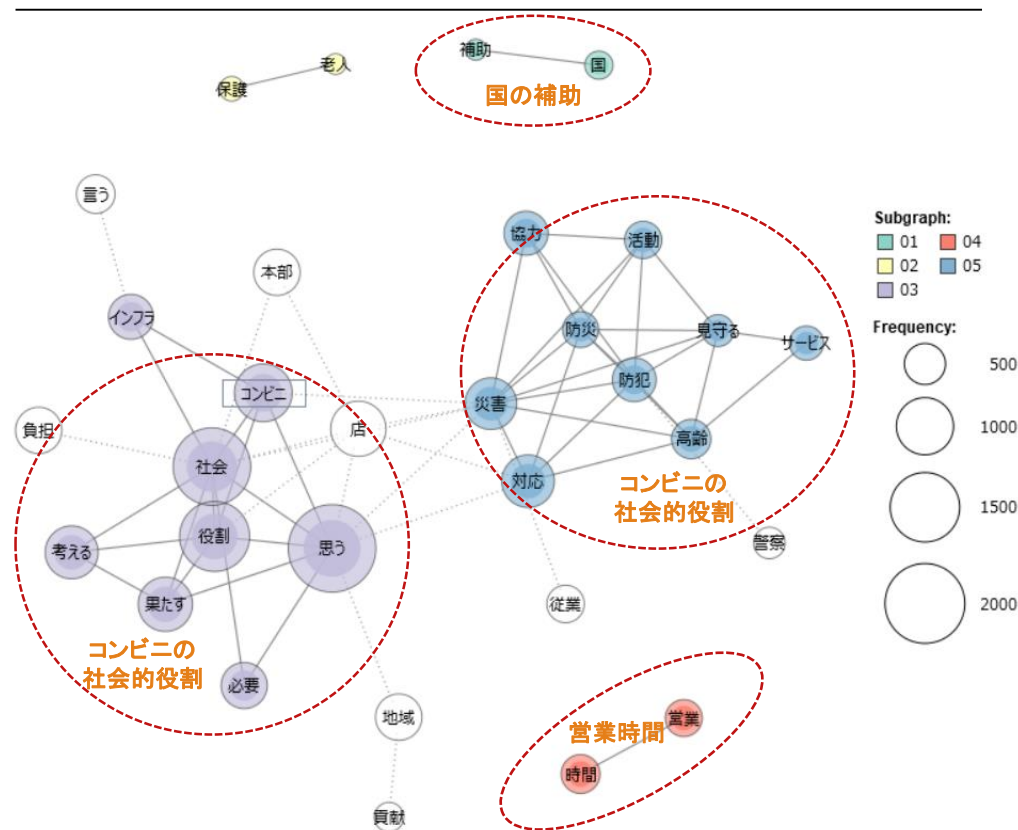 補助
国
老人
保護
国の補助
言う
本部
インフラ
コンビニ
負担
店
社会
役割
思う
考える
果たす
必要
コンビニの
社会的役割
地域
貢献
協力
活動
防災
見守る
サービス
防犯
災害
高齢
対応
コンビニの
社会的役割
警察
従業
営業
営業時間
時間
Subgraph:
01 04
02 05
03
Frequency:
500
1000
1500
2000